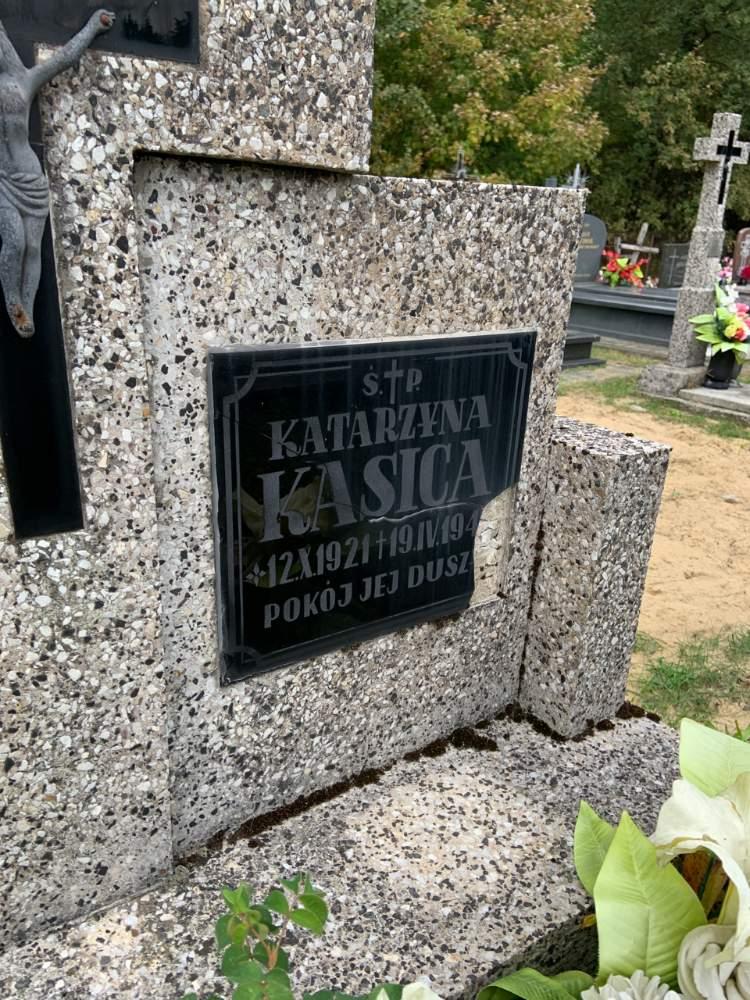 Ś.†P.
KATARZYNA
KASICA
12.X.1921 †19.IV.194
POKÓJ JEJ DUSZ